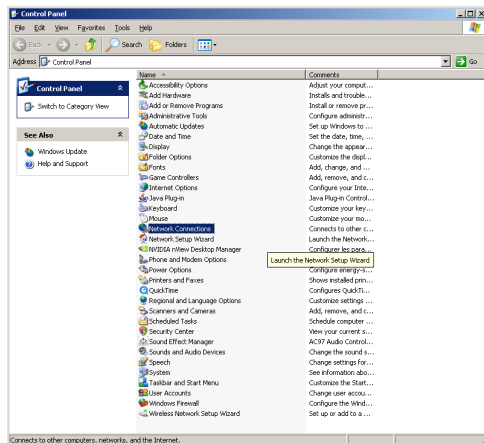 Control Panel
File Edit View Favorites Tools Help
Back Search Folders
Address Control Panel Go
Control Panel
Switch to Category View
See Also
Windows Update
Help and Support
Name Comments
Accessibility Options Adjust your comput...
Add Hardware Installs and trouble...
Add or Remove Programs Install or remove pr...
Administrative Tools Configure administr...
Automatic Updates Set up Windows to ...
Date and Time Set the date, time, ...
Display Change the appear...
Folder Options Customize the displ...
Fonts Add, change, and ...
Game Controllers Add, remove, and c...
Internet Options Configure your Inte...
Java Plug-in Java Plug-in Control...
Keyboard Customize your key...
Mouse Customize your mo...
Network Connections Connects to other c...
Network Setup Wizard Launch the Network...
NVIDIA nView Desktop Manager Configurer les para...
Phone and Modem Options
Launch the Network Setup Wizard
Power Options Configure energy-s...
Printers and Faxes Shows installed prin...
QuickTime Configures QuickTi...
Regional and Language Options Customize settings ...
Scanners and Cameras Add, remove, and c...
Scheduled Tasks Schedule computer ...
Security Center View your current s...
Sound Effect Manager AC97 Audio Control...
Sounds and Audio Devices Change the sound s...
Speech Change settings for...
System See information abo...
Taskbar and Start Menu Customize the Start...
User Accounts Change user accou...
Windows Firewall Configure the Wind...
Wireless Network Setup Wizard Set up or add to a ...
Connects to other computers, networks, and the Internet.